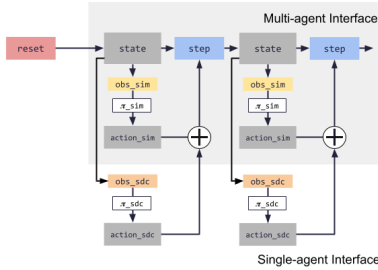 Multi-agent Interface
reset
state
step
state
step
obs_sim
obs_sim
π_sim
π_sim
action_sim
action_sim
obs_sdc
obs_sdc
π_sdc
π_sdc
action_sdc
action_sdc
Single-agent Interface